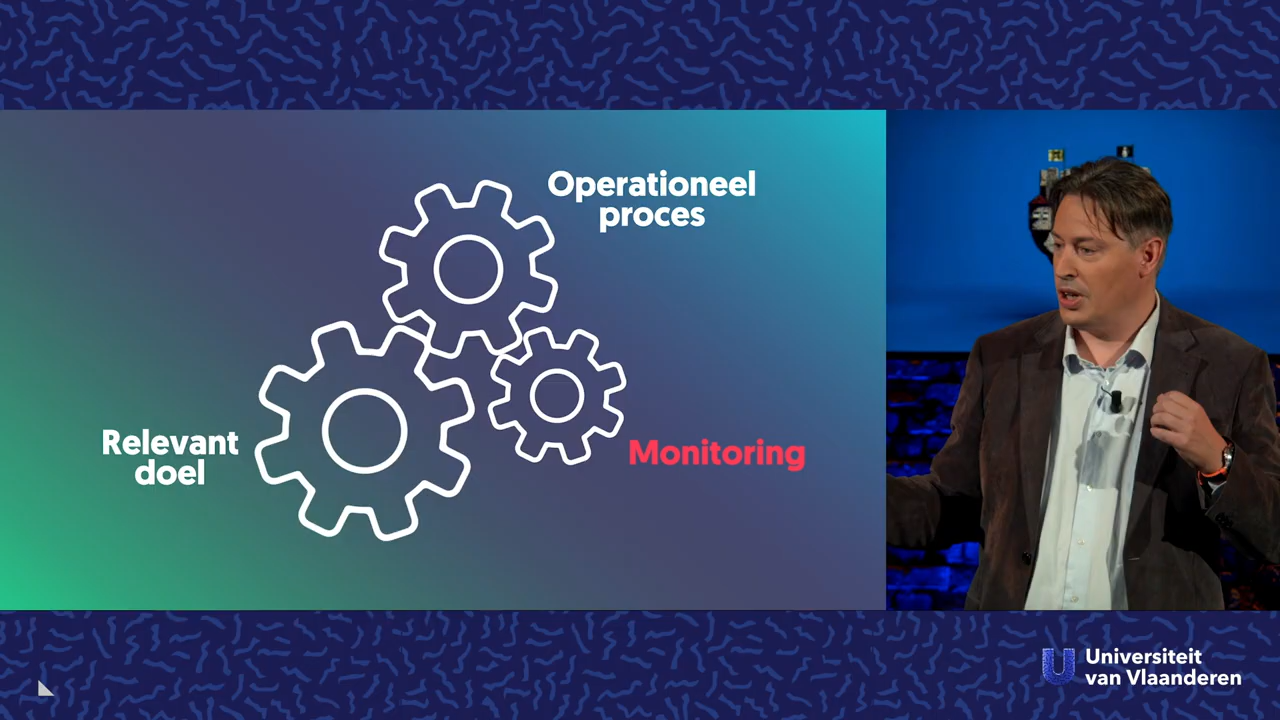 Operationeel
proces
Relevant
doel
Monitoring
Universiteit
van Vlaanderen